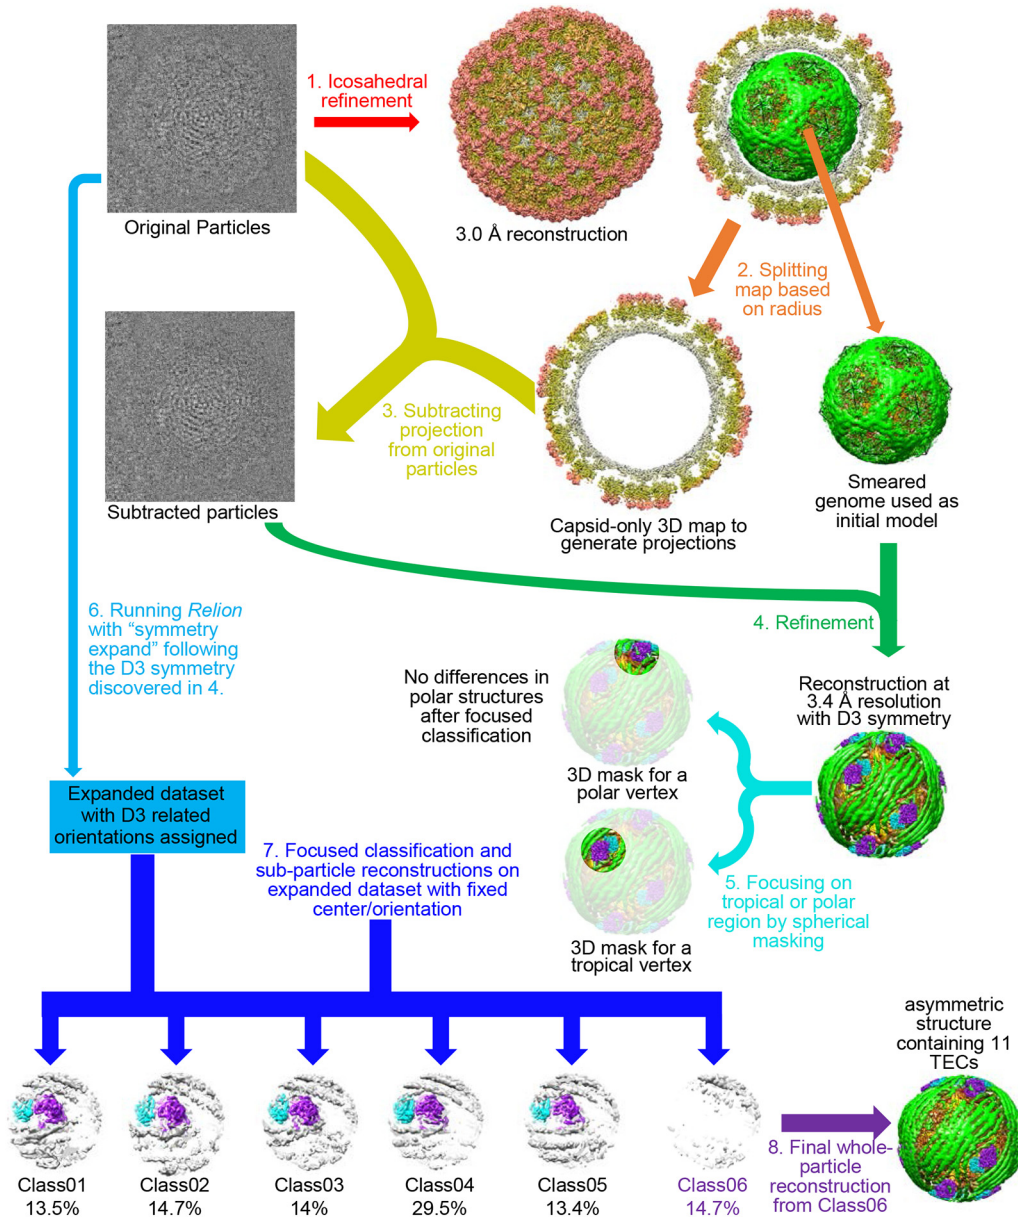 1. Icosahedral
refinement
Original Particles
3.0 Å reconstruction
2. Splitting
map based
on radius
3. Subtracting
projection
from original
particles
Subtracted particles
Capsid-only 3D map to
generate projections
Smeared
genome used as
initial model
4. Refinement
6. Running Relion
with “symmetry
expand” following
the D3 symmetry
discovered in 4.
No differences in
polar structures
after focused
classification
Reconstruction at
3.4 Å resolution
with D3 symmetry
3D mask for a
polar vertex
Expanded dataset
with D3 related
orientations assigned
7. Focused classification and
sub-particle reconstructions on
expanded dataset with fixed
center/orientation
5. Focusing on
tropical or polar
region by spherical
masking
3D mask for a
tropical vertex
asymmetric
structure
containing 11
TECs
Class01
13.5%
Class02
14.7%
Class03
14%
Class04
29.5%
Class05
13.4%
Class06
14.7%
8. Final whole-
particle
reconstruction
from Class06